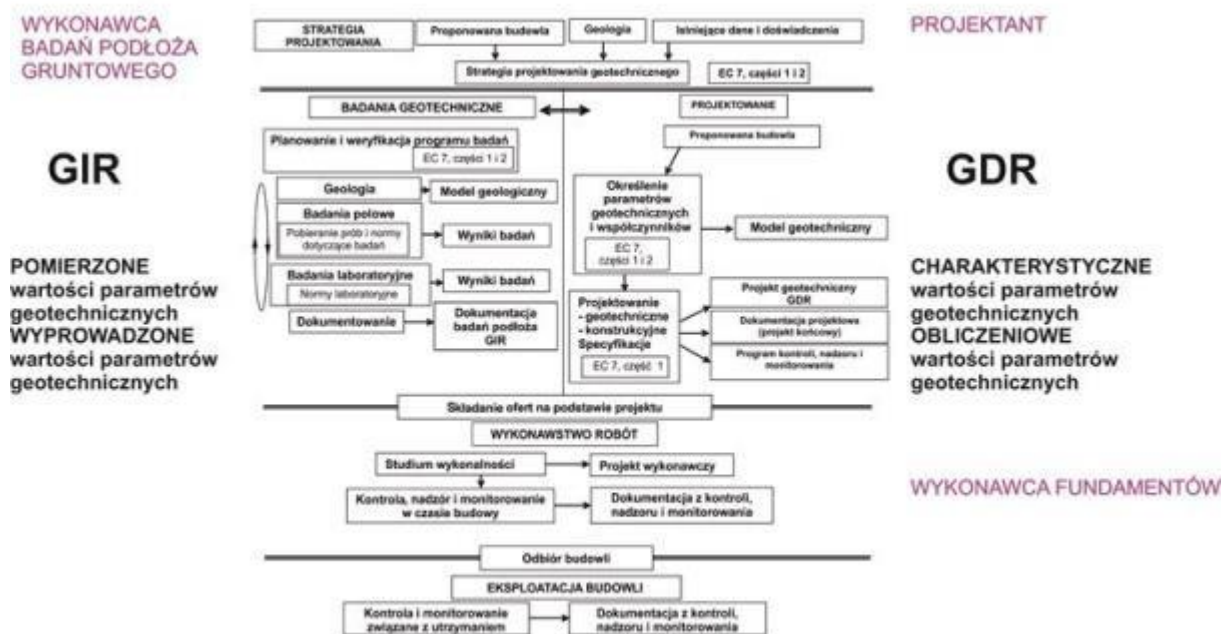 WYKONAWCA
BADAŃ PODŁOŻA
GRUNTOWEGO
STRATEGIA
PROJEKTOWANIA
Proponowana budowla
Geologia
Istniejące dane i doświadczenia
PROJEKTANT
Strategia projektowania geotechnicznego
EC 7, części 1 i 2
BADANIA GEOTECHNICZNE
PROJEKTOWANIE
Planowanie i weryfikacja programu badań
EC 7, części 1 i 2
Proponowana budowla
GIR
GDR
Geologia
Model geologiczny
Badania polowe
Pobieranie prób i normy
dotyczące badań
Wyniki badań
Określenie
parametrów
geotechnicznych
i współczynników
EC 7,
części 1 i 2
Model geotechniczny
Badania laboratoryjne
Normy laboratoryjne
Wyniki badań
Dokumentowanie
Dokumentacja
badań podłoża
GIR
Projektowanie
- geotechniczne
- konstrukcyjne
Specyfikacje
EC 7, część 1
Projekt geotechniczny
GDR
Dokumentacja projektowa
(projekt końcowy)
Program kontroli, nadzoru i
monitorowania
POMIERZONE
wartości parametrów
geotechnicznych
WYPROWADZONE
wartości parametrów
geotechnicznych
CHARAKTERYSTYCZNE
wartości parametrów
geotechnicznych
OBLICZENIOWE
wartości parametrów
geotechnicznych
Składanie ofert na podstawie projektu
WYKONAWSTWO ROBÓT
Studium wykonalności
Projekt wykonawczy
Kontrola, nadzór i monitorowanie
w czasie budowy
Dokumentacja z kontroli,
nadzoru i monitorowania
WYKONAWCA FUNDAMENTÓW
Odbiór budowli
EKSPLOATACJA BUDOWLI
Kontrola i monitorowanie
związane z utrzymaniem
Dokumentacja z kontroli,
nadzoru i monitorowania